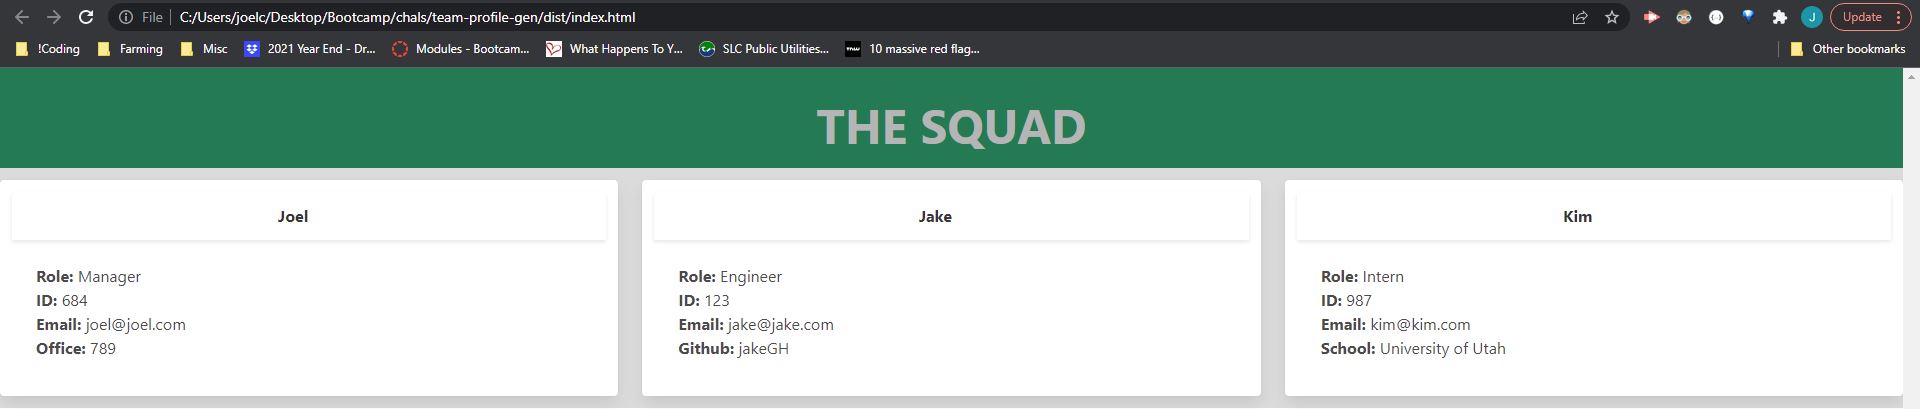 File C:/Users/joelc/Desktop/Bootcamp/chals/team-profile-gen/dist/index.html J Update
!Coding Farming Misc 2021 Year End - Dr... Modules - Bootcam... What Happens To Y... SLC Public Utilities... TNW 10 massive red flag... Other bookmarks
THE SQUAD
Joel
Role: Manager
ID: 684
Email: joel@joel.com
Office: 789
Jake
Role: Engineer
ID: 123
Email: jake@jake.com
Github: jakeGH
Kim
Role: Intern
ID: 987
Email: kim@kim.com
School: University of Utah